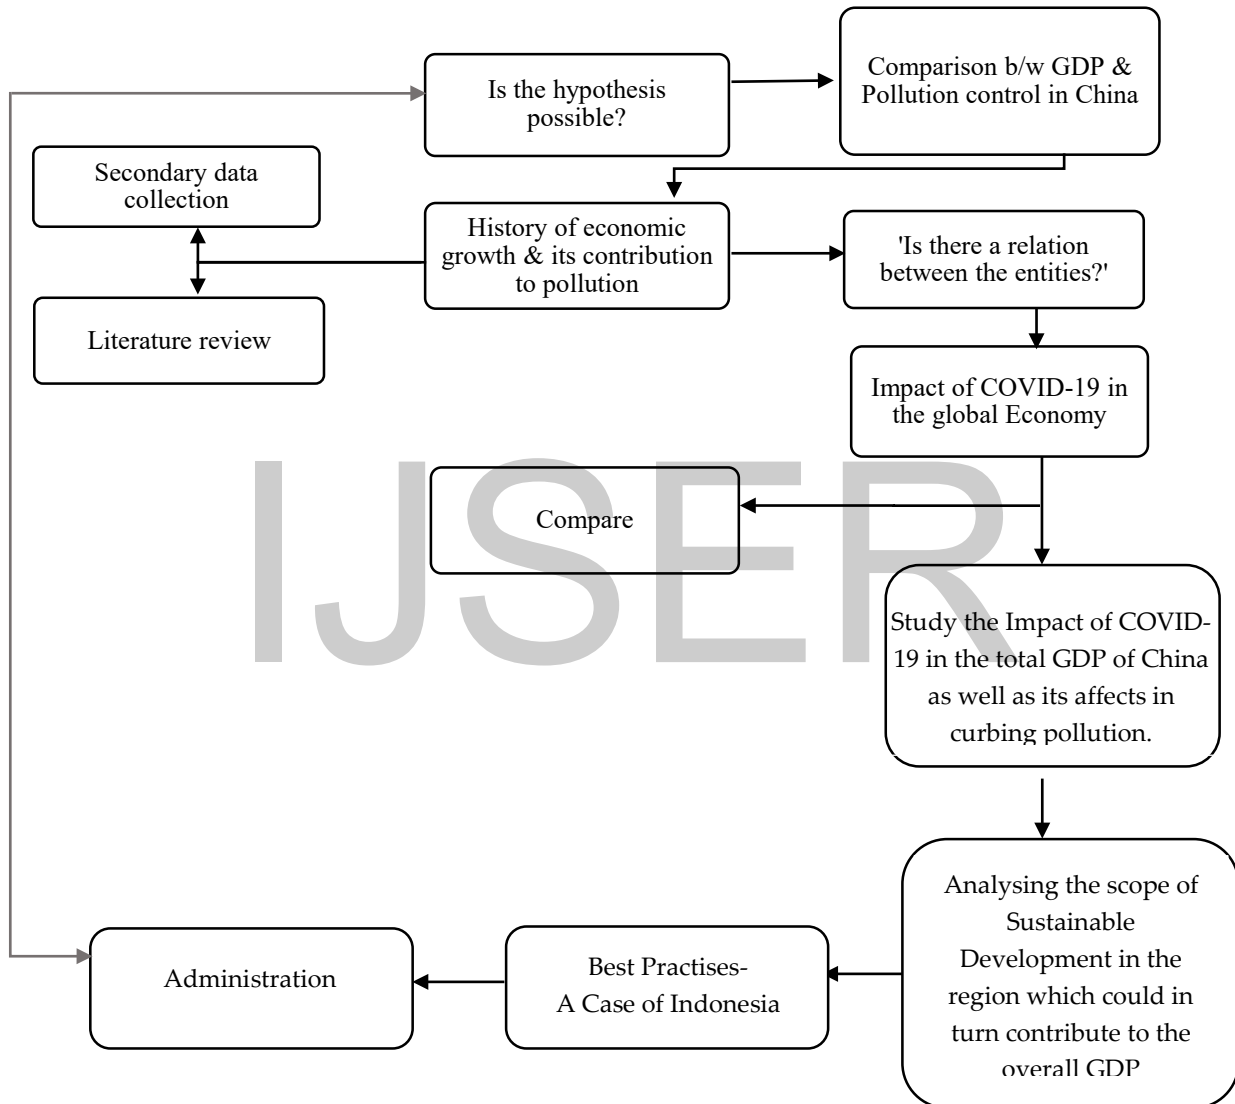 Is the hypothesis
possible?
Comparison b/w GDP &
Pollution control in China
Secondary data
collection
History of economic
growth & its contribution
to pollution
'Is there a relation
between the entities?'
Literature review
Impact of COVID-19 in
the global Economy
IJSER
Compare
Study the Impact of COVID-
19 in the total GDP of China
as well as its affects in
curbing pollution.
Analysing the scope of
Sustainable
Development in the
region which could in
turn contribute to the
overall GDP
Best Practises-
A Case of Indonesia
Administration